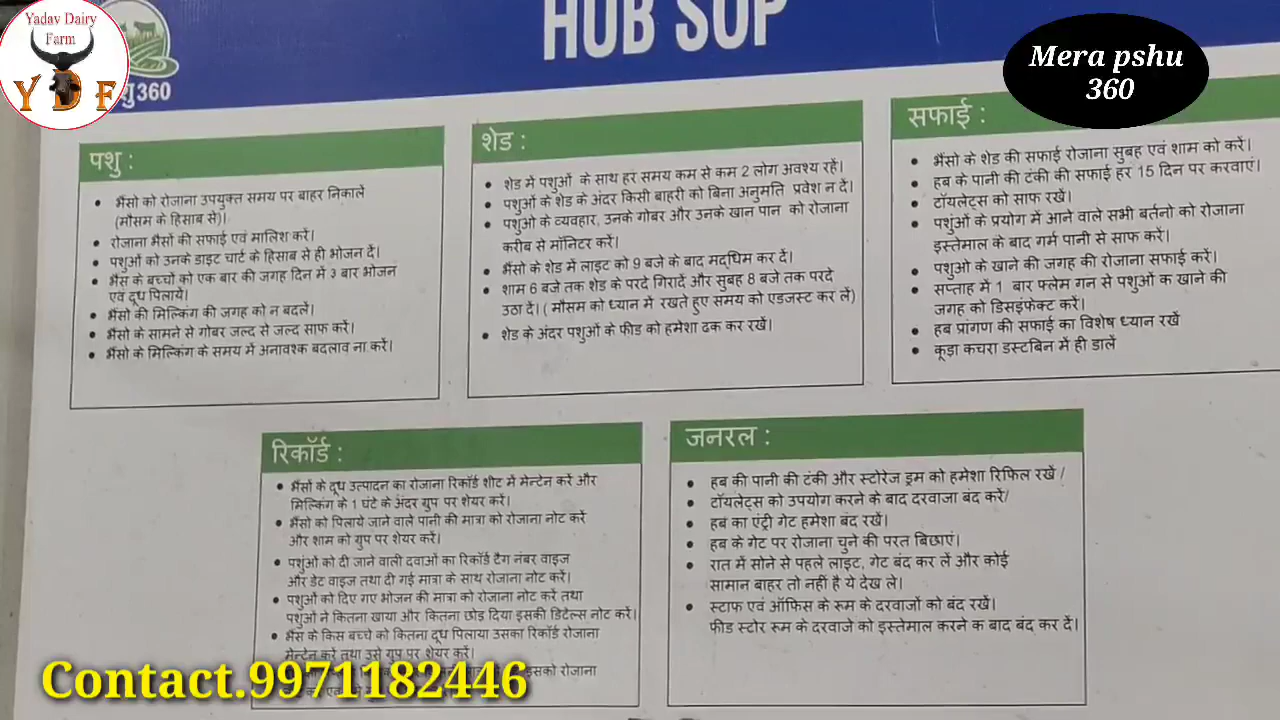 Yadav Dairy
Farm
Y D F
360
HUB SOP
Mera pshu
360
पशु :
• भैंसो को रोजाना उपयुक्त समय पर बाहर निकाले
(मौसम के हिसाब से)।
• रोजाना भैंसों की सफाई एवं मालिश करें।
• पशुओं को उनके डाइट चार्ट के हिसाब से ही भोजन दें।
• भैंस के बच्चों को एक बार की जगह दिन में 3 बार भोजन
एवं दूध पिलाये।
• भैंसो की मिल्किंग की जगह को न बदलें।
• भैंसो के सामने से गोबर जल्द से जल्द साफ करें।
• भैंसो के मिल्किंग के समय में अनावश्क बदलाव ना करें।
शेड :
• शेड में पशुओं के साथ हर समय कम से कम 2 लोग अवश्य रहें।
• पशुओं के शेड के अंदर किसी बाहरी को बिना अनुमति प्रवेश न दे।
• पशुओं के व्यवहार, उनके गोबर और उनके खान पान को रोजाना
करीब से मॉनिटर करें।
• भैंसो के शेड में लाइट को 9 बजे के बाद मद्धिम कर दें।
• शाम 6 बजे तक शेड के परदे गिरादें और सुबह 8 बजे तक परदे
उठा दें। ( मौसम को ध्यान में रखते हुए समय को एडजस्ट कर लें)
• शेड के अंदर पशुओं के फीड को हमेशा ढक कर रखें।
सफाई :
• भैंसो के शेड की सफाई रोजाना सुबह एवं शाम को करें।
• हब के पानी की टंकी की सफाई हर 15 दिन पर करवाएं।
• टॉयलेट्स को साफ रखें।
• पशुओं के प्रयोग में आने वाले सभी बर्तनो को रोजाना
इस्तेमाल के बाद गर्म पानी से साफ करें।
• पशुओ के खाने की जगह की रोजाना सफाई करें।
• सप्ताह में 1 बार फ्लेम गन से पशुओं क खाने की
जगह को डिसइंफेक्ट करें।
• हब प्रांगण की सफाई का विशेष ध्यान रखें
• कूड़ा कचरा डस्टबिन में ही डालें
रिकॉर्ड :
• भैंसो के दूध उत्पादन का रोजाना रिकॉर्ड शीट में मेन्टेन करें और
मिल्किंग के 1 घंटे के अंदर ग्रुप पर शेयर करें।
• भैंसो को पिलाये जाने वाले पानी की मात्रा को रोजाना नोट करें
और शाम को ग्रुप पर शेयर करें।
• पशुओं को दी जाने वाली दवाओं का रिकॉर्ड टैग नंबर वाइज
और डेट वाइज तथा दी गई मात्रा के साथ रोजाना नोट करें।
• पशुओं को दिए गए भोजन की मात्रा को रोजाना नोट करें तथा
पशुओ ने कितना खाया और कितना छोड़ दिया इसकी डिटेल्स नोट करें।
• भैंस के किस बच्चे को कितना दूध पिलाया उसका रिकॉर्ड रोजाना
मेन्टेन करें तथा उसे ग्रुप पर शेयर करें।
इसको रोजाना
जनरल :
• हब की पानी की टंकी और स्टोरेज ड्रम को हमेशा रिफिल रखें /
• टॉयलेट्स को उपयोग करने के बाद दरवाजा बंद करें/
• हब का एंट्री गेट हमेशा बंद रखें।
• हब के गेट पर रोजाना चुने की परत बिछाएं।
• रात में सोने से पहले लाइट, गेट बंद कर लें और कोई
सामान बाहर तो नहीं है ये देख ले।
• स्टाफ एवं ऑफिस के रूम के दरवाजों को बंद रखें।
फीड स्टोर रूम के दरवाजे को इस्तेमाल करने क बाद बंद कर दें।
Contact.9971182446